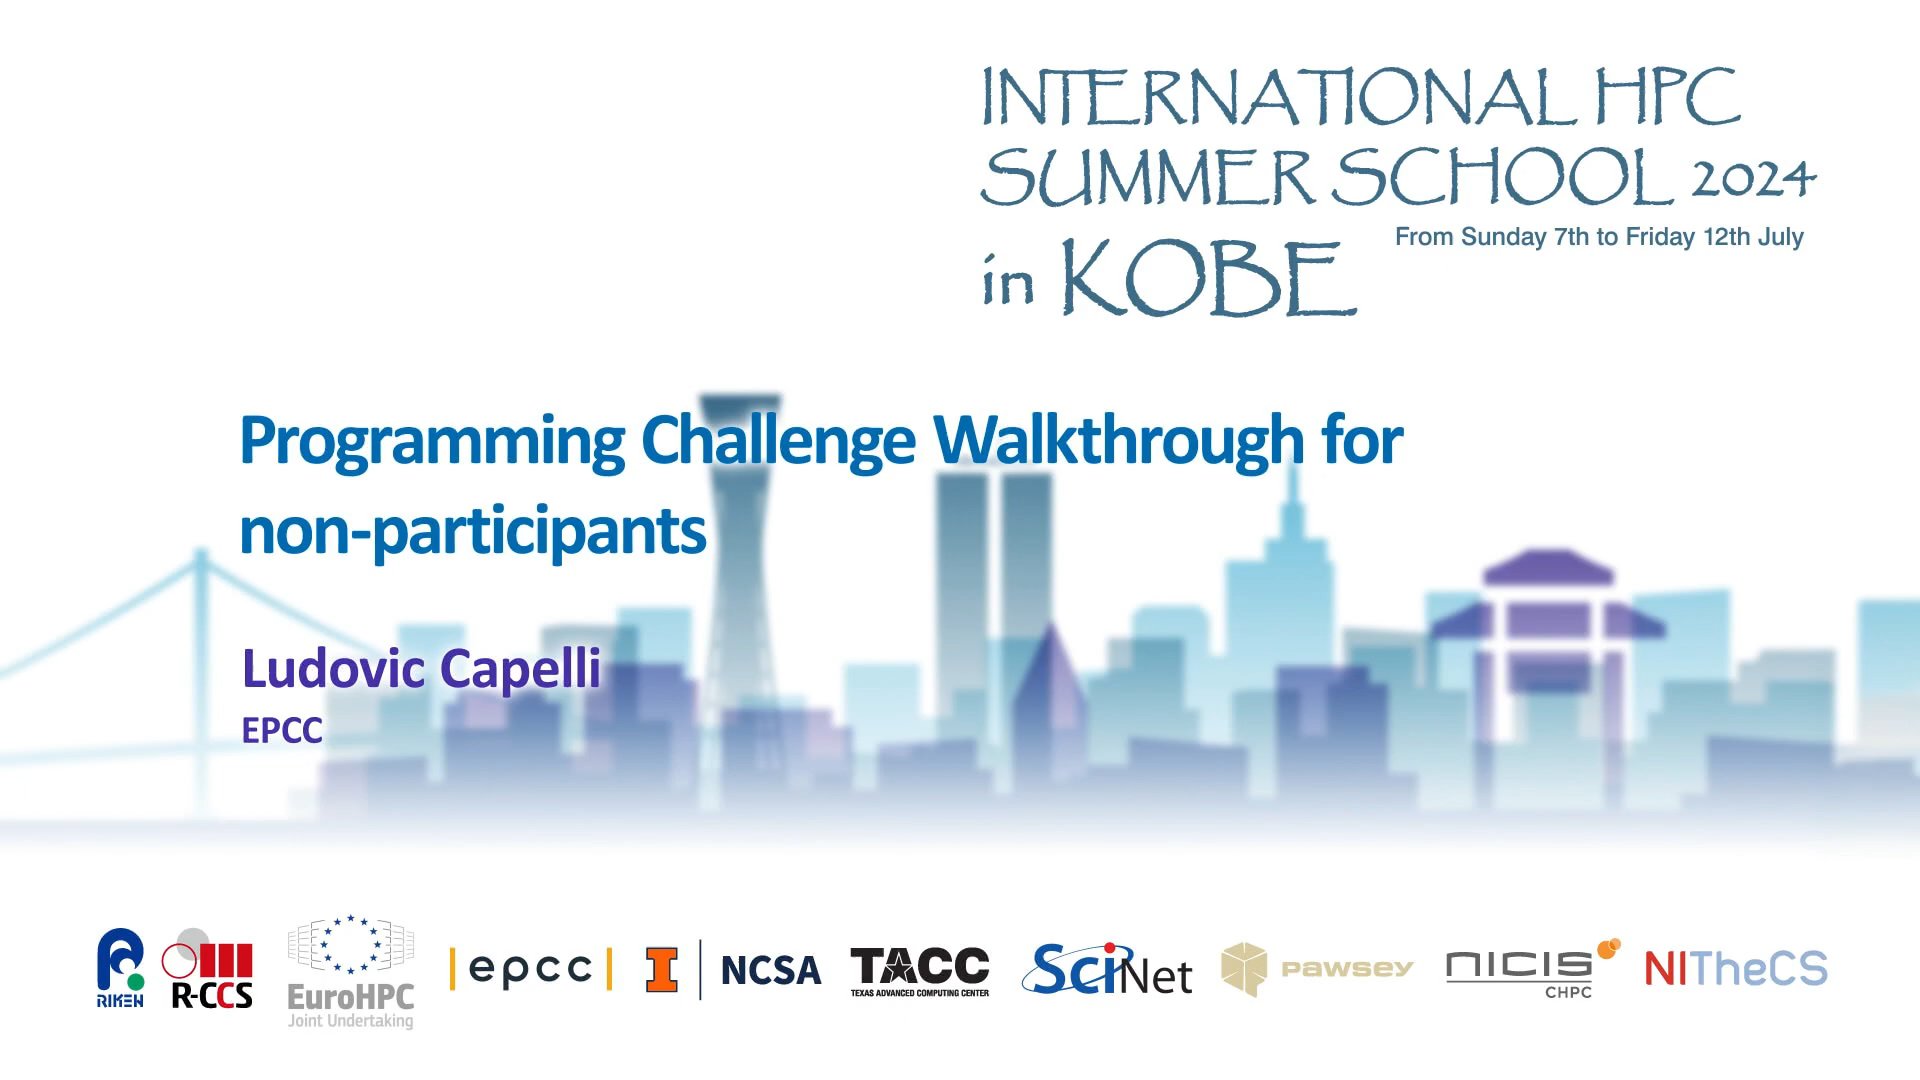 INTERNATIONAL HPC
SUMMER SCHOOL 2024
From Sunday 7th to Friday 12th July
in KOBE
Programming Challenge Walkthrough for
non-participants
Ludovic Capelli
EPCC
RIKEN
R-CCS
EuroHPC
Joint Undertaking
epcc
I
NCSA
TACC
TEXAS ADVANCED COMPUTING CENTER
SciNet
PAWSEY
NICIS
CHPC
NITheCS